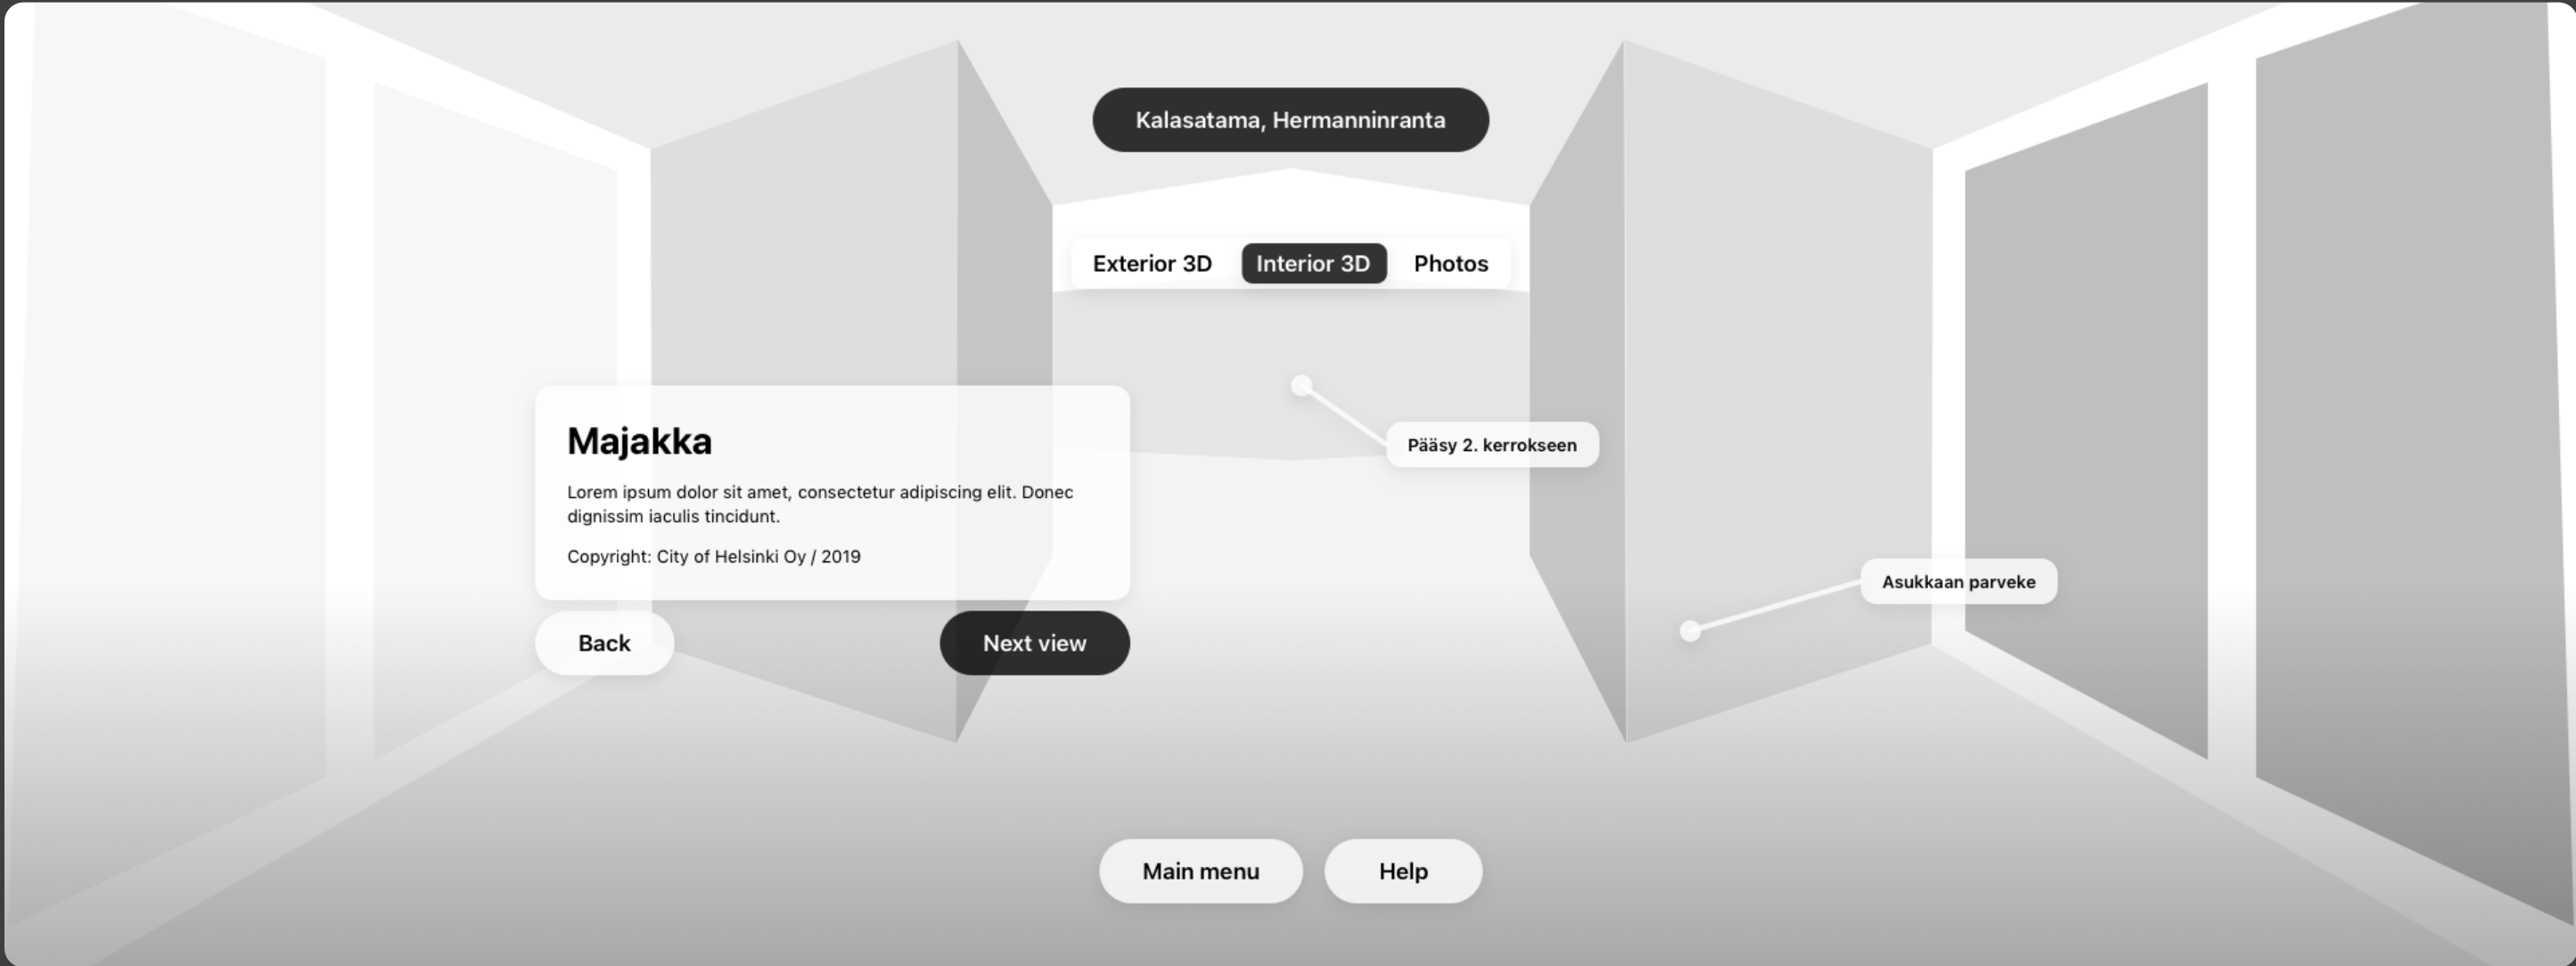 Kalasatama, Hermanninranta
Exterior 3D
Interior 3D
Photos
Majakka
Lorem ipsum dolor sit amet, consectetur adipiscing elit. Donec
dignissim iaculis tincidunt.
Copyright: City of Helsinki Oy / 2019
Back
Next view
Pääsy 2. kerrokseen
Asukkaan parveke
Main menu
Help